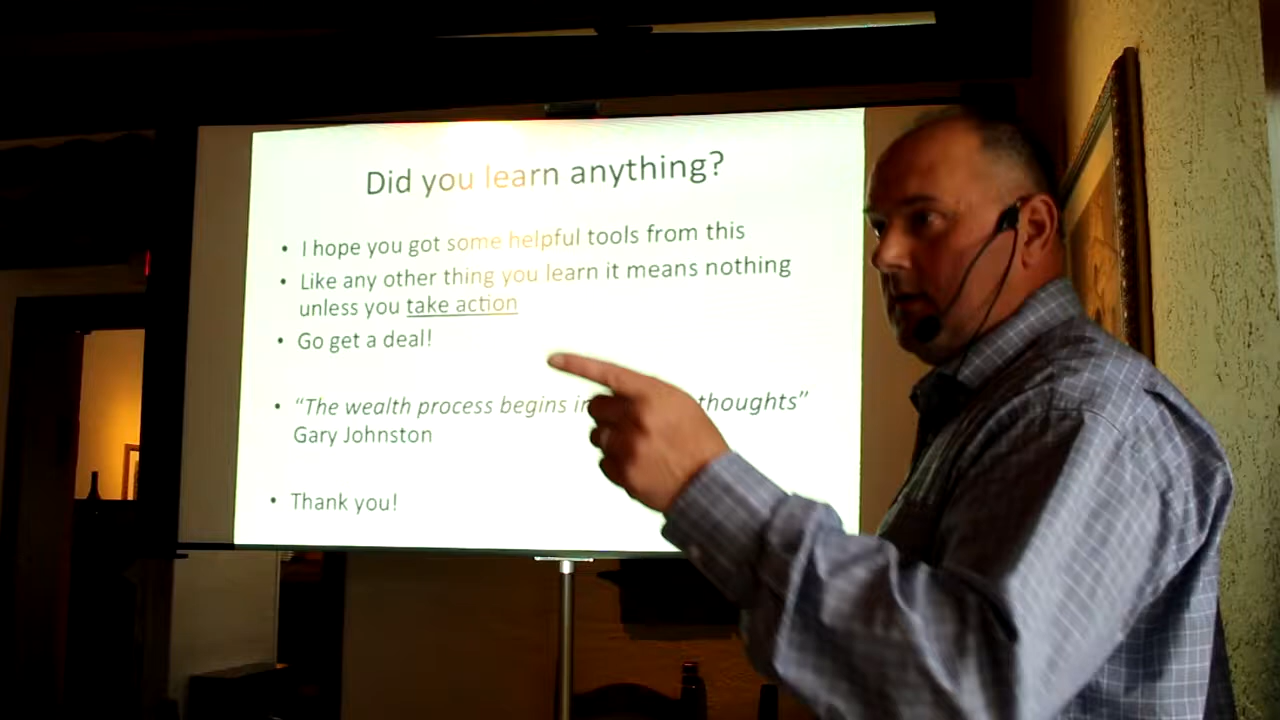 Did you learn anything?
• I hope you got some helpful tools from this
• Like any other thing you learn it means nothing
unless you take action
• Go get a deal!
• “The wealth process begins in thoughts”
Gary Johnston
• Thank you!